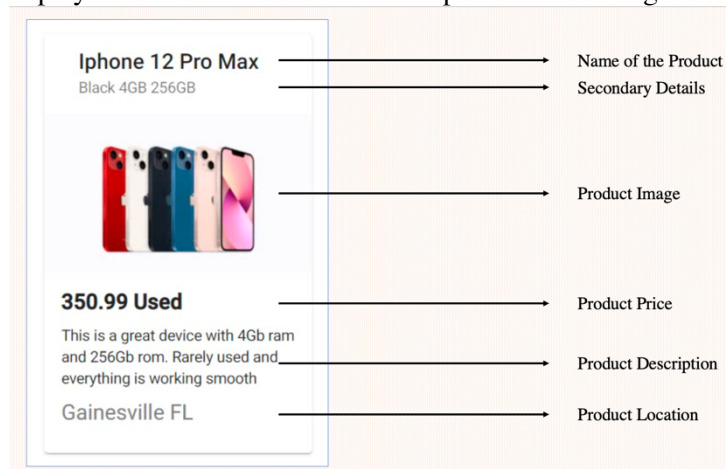 Iphone 12 Pro Max
Name of the Product
Black 4GB 256GB
Secondary Details
Product Image
350.99 Used
Product Price
This is a great device with 4Gb ram
and 256Gb rom. Rarely used and
everything is working smooth
Product Description
Gainesville FL
Product Location